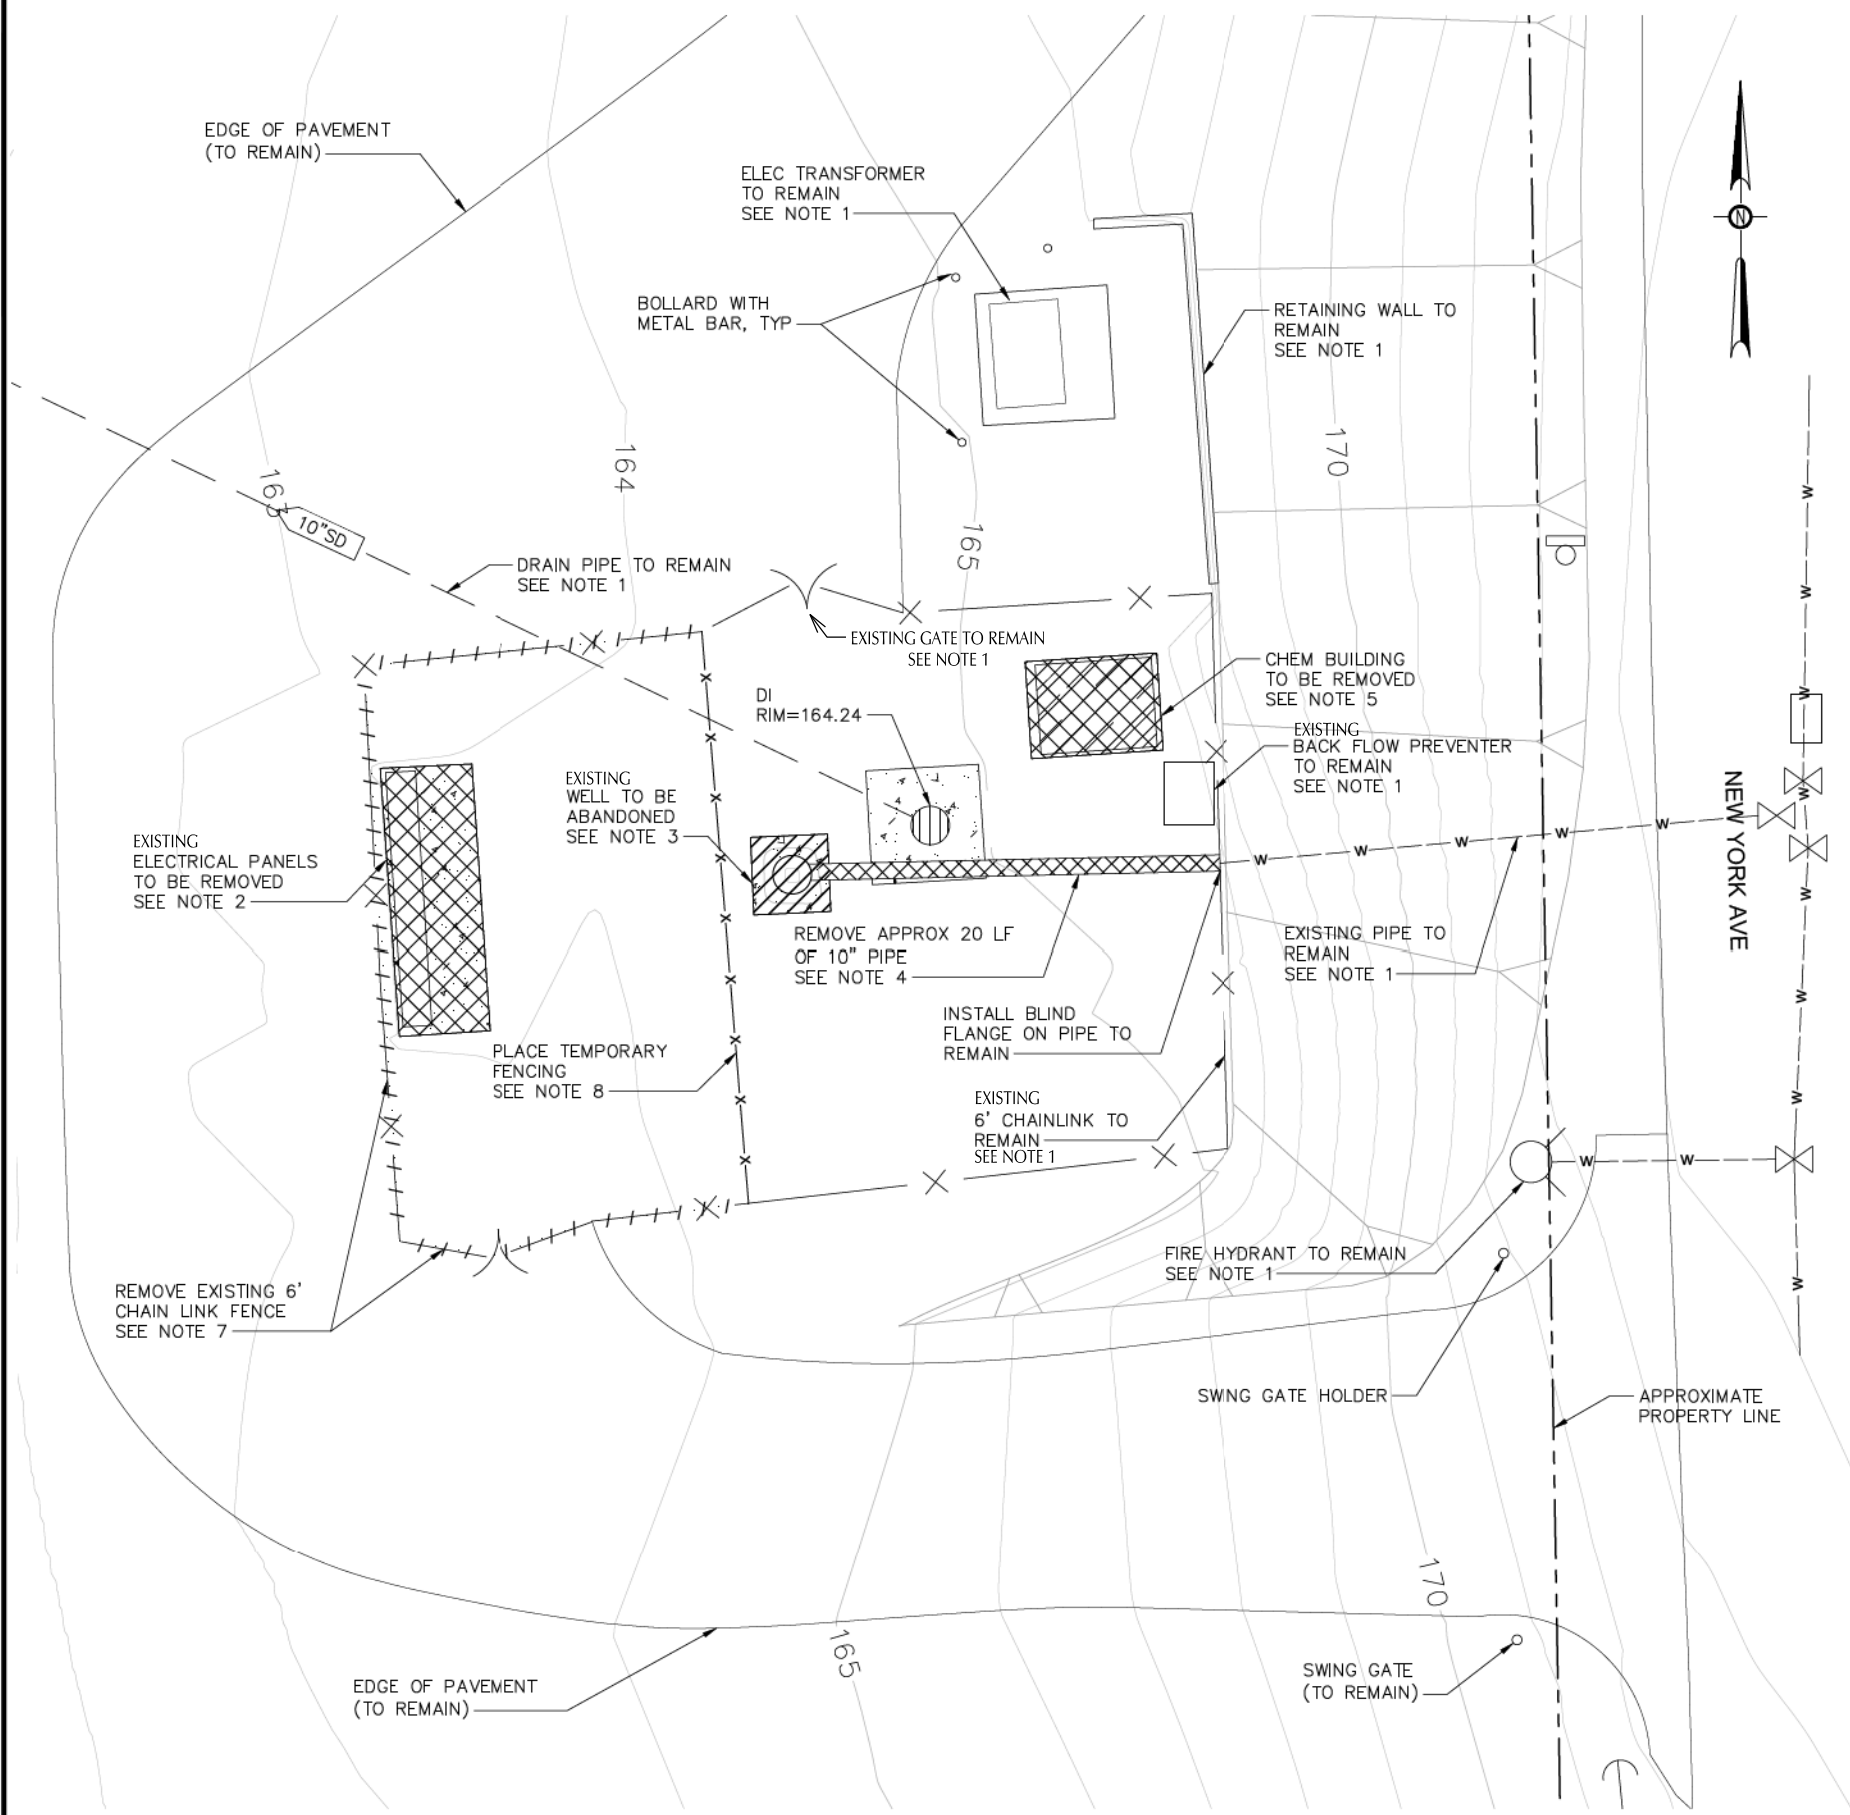 EDGE OF PAVEMENT
(TO REMAIN)
ELEC TRANSFORMER
TO REMAIN
SEE NOTE 1
N
BOLLARD WITH
METAL BAR, TYP
RETAINING WALL TO
REMAIN
SEE NOTE 1
163
164
165
170
10"SD
DRAIN PIPE TO REMAIN
SEE NOTE 1
EXISTING GATE TO REMAIN
SEE NOTE 1
CHEM BUILDING
TO BE REMOVED
SEE NOTE 5
DI
RIM=164.24
EXISTING
BACK FLOW PREVENTER
TO REMAIN
SEE NOTE 1
EXISTING
WELL TO BE
ABANDONED
SEE NOTE 3
EXISTING
ELECTRICAL PANELS
TO BE REMOVED
SEE NOTE 2
NEW YORK AVE
W
W
W
W
W
W
W
W
W
W
W
W
W
REMOVE APPROX 20 LF
OF 10" PIPE
SEE NOTE 4
EXISTING PIPE TO
REMAIN
SEE NOTE 1
INSTALL BLIND
FLANGE ON PIPE TO
REMAIN
PLACE TEMPORARY
FENCING
SEE NOTE 8
EXISTING
6' CHAINLINK TO
REMAIN
SEE NOTE 1
W
W
FIRE HYDRANT TO REMAIN
SEE NOTE 1
REMOVE EXISTING 6'
CHAIN LINK FENCE
SEE NOTE 7
SWING GATE HOLDER
APPROXIMATE
PROPERTY LINE
170
165
SWING GATE
(TO REMAIN)
EDGE OF PAVEMENT
(TO REMAIN)